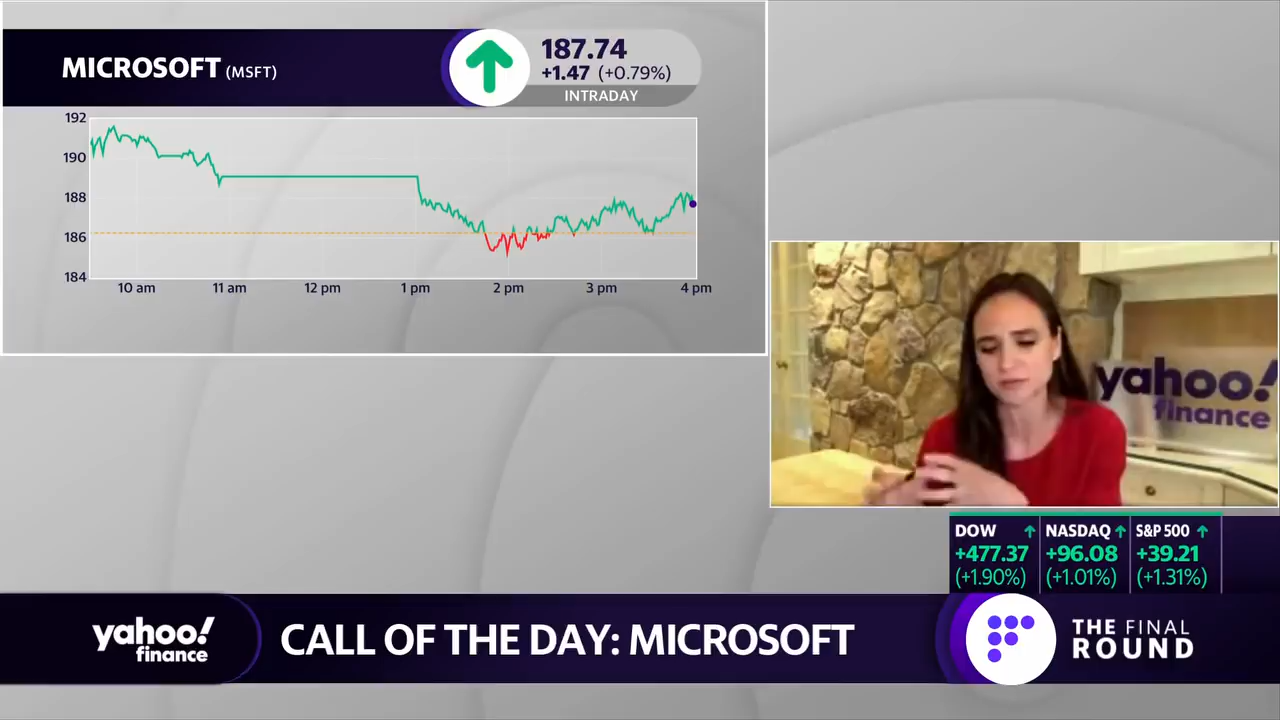 MICROSOFT (MSFT)
187.74
+1.47 (+0.79%)
INTRADAY
192
190
188
186
184
10 am 11 am 12 pm 1 pm 2 pm 3 pm 4 pm
yahoo!
finance
DOW NASDAQ S&P 500
+477.37 +96.08 +39.21
(+1.90%) (+1.01%) (+1.31%)
yahoo!
finance
CALL OF THE DAY: MICROSOFT
THE FINAL
ROUND